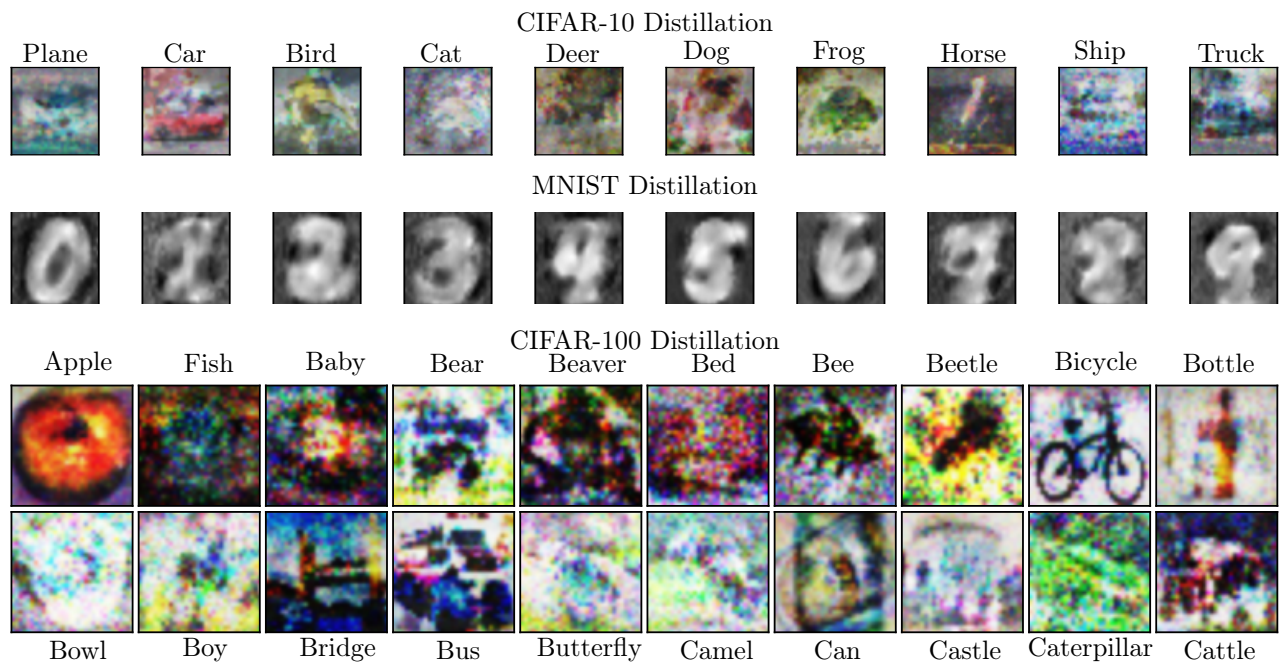 CIFAR-10 Distillation
Plane Car Bird Cat Deer Dog Frog Horse Ship Truck
MNIST Distillation
CIFAR-100 Distillation
Apple Fish Baby Bear Beaver Bed Bee Beetle Bicycle Bottle
Bowl Boy Bridge Bus Butterfly Camel Can Castle Caterpillar Cattle